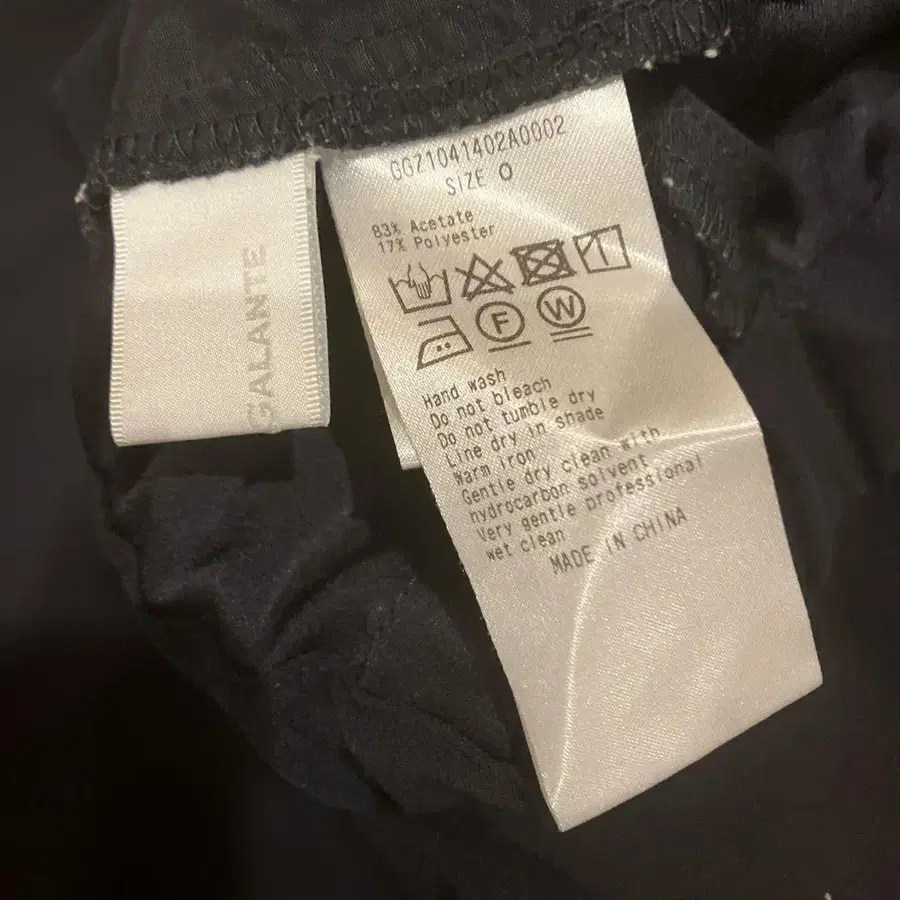 GALANTE
GGZ1041402A0002
SIZE 0
83% Acetate
17% Polyester
F W
Hand wash
Do not bleach
Do not tumble dry
Line dry in shade
Warm iron
Gentle dry clean with
hydrocarbon solvent
Very gentle professional
wet clean
MADE IN CHINA